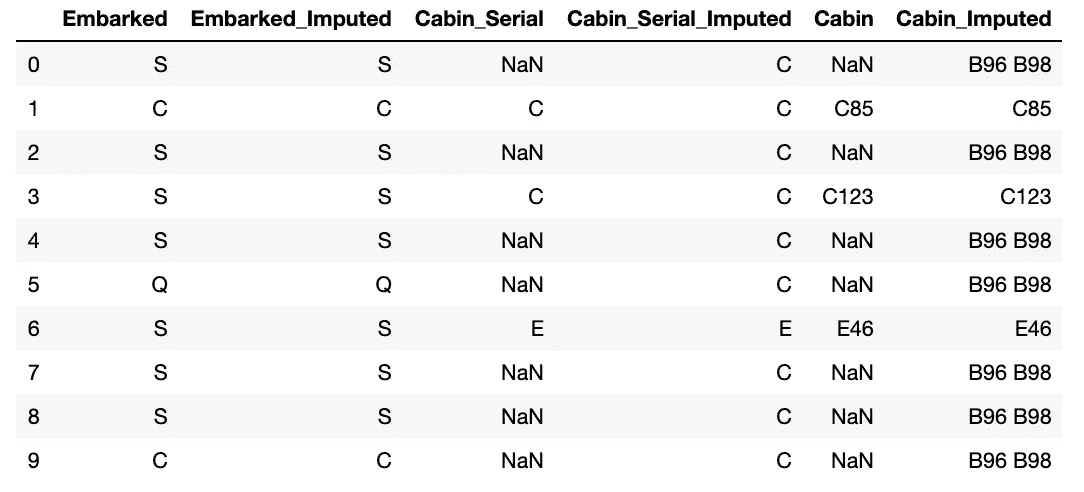 Embarked Embarked_Imputed Cabin_Serial Cabin_Serial_Imputed Cabin Cabin_Imputed
0 S S NaN C NaN B96 B98
1 C C C C C85 C85
2 S S NaN C NaN B96 B98
3 S S C C C123 C123
4 S S NaN C NaN B96 B98
5 Q Q NaN C NaN B96 B98
6 S S E E E46 E46
7 S S NaN C NaN B96 B98
8 S S NaN C NaN B96 B98
9 C C NaN C NaN B96 B98